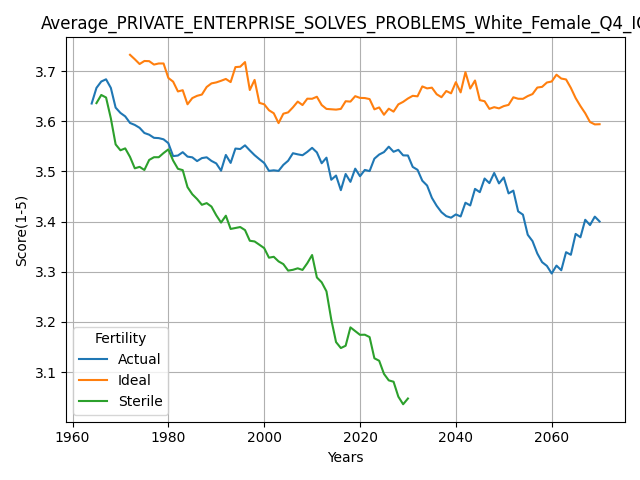 Average_PRIVATE_ENTERPRISE_SOLVES_PROBLEMS_White_Female_Q4_IQ
Score(1-5)
3.7
3.6
3.5
3.4
3.3
3.2
3.1
Fertility
Actual
Ideal
Sterile
1960 1980 2000 2020 2040 2060
Years